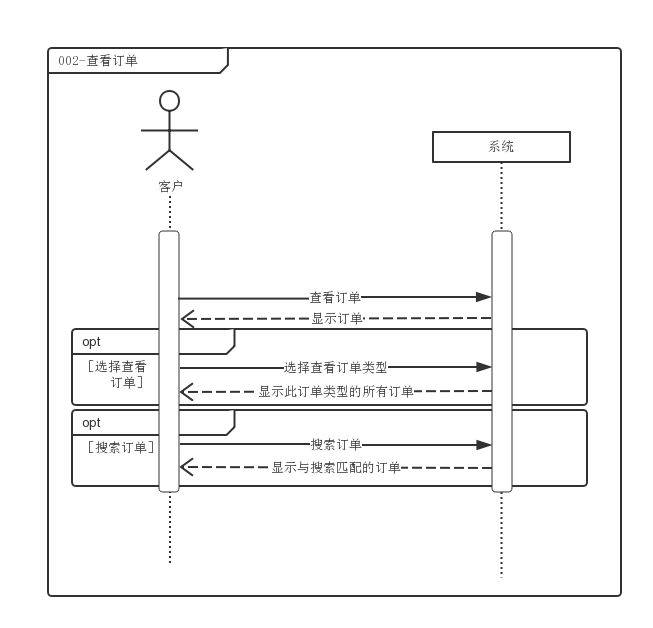 002-查看订单
系统
客户
查看订单
显示订单
opt
[选择查看
订单]
选择查看订单类型
显示此订单类型的所有订单
opt
[搜索订单]
搜索订单
显示与搜索匹配的订单